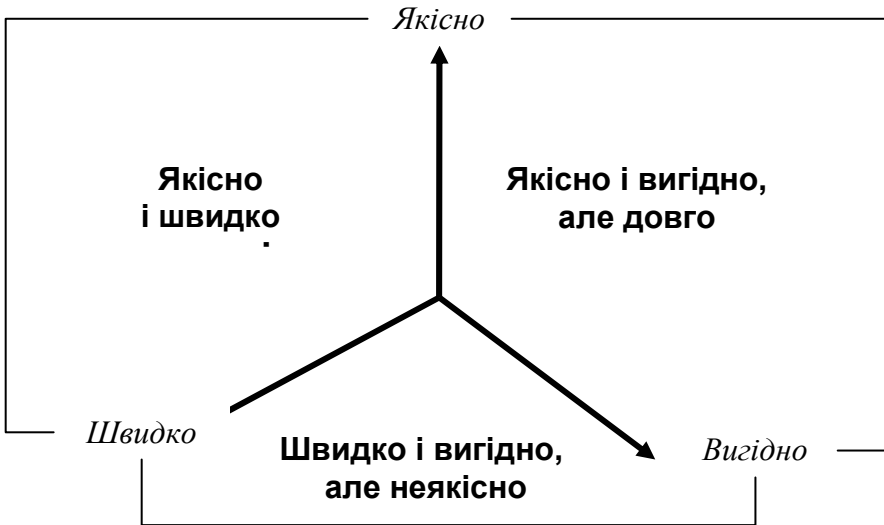 Якісно
Якісно
і швидко
Якісно і вигідно,
але довго
Швидко
Швидко і вигідно,
але неякісно
Вигідно